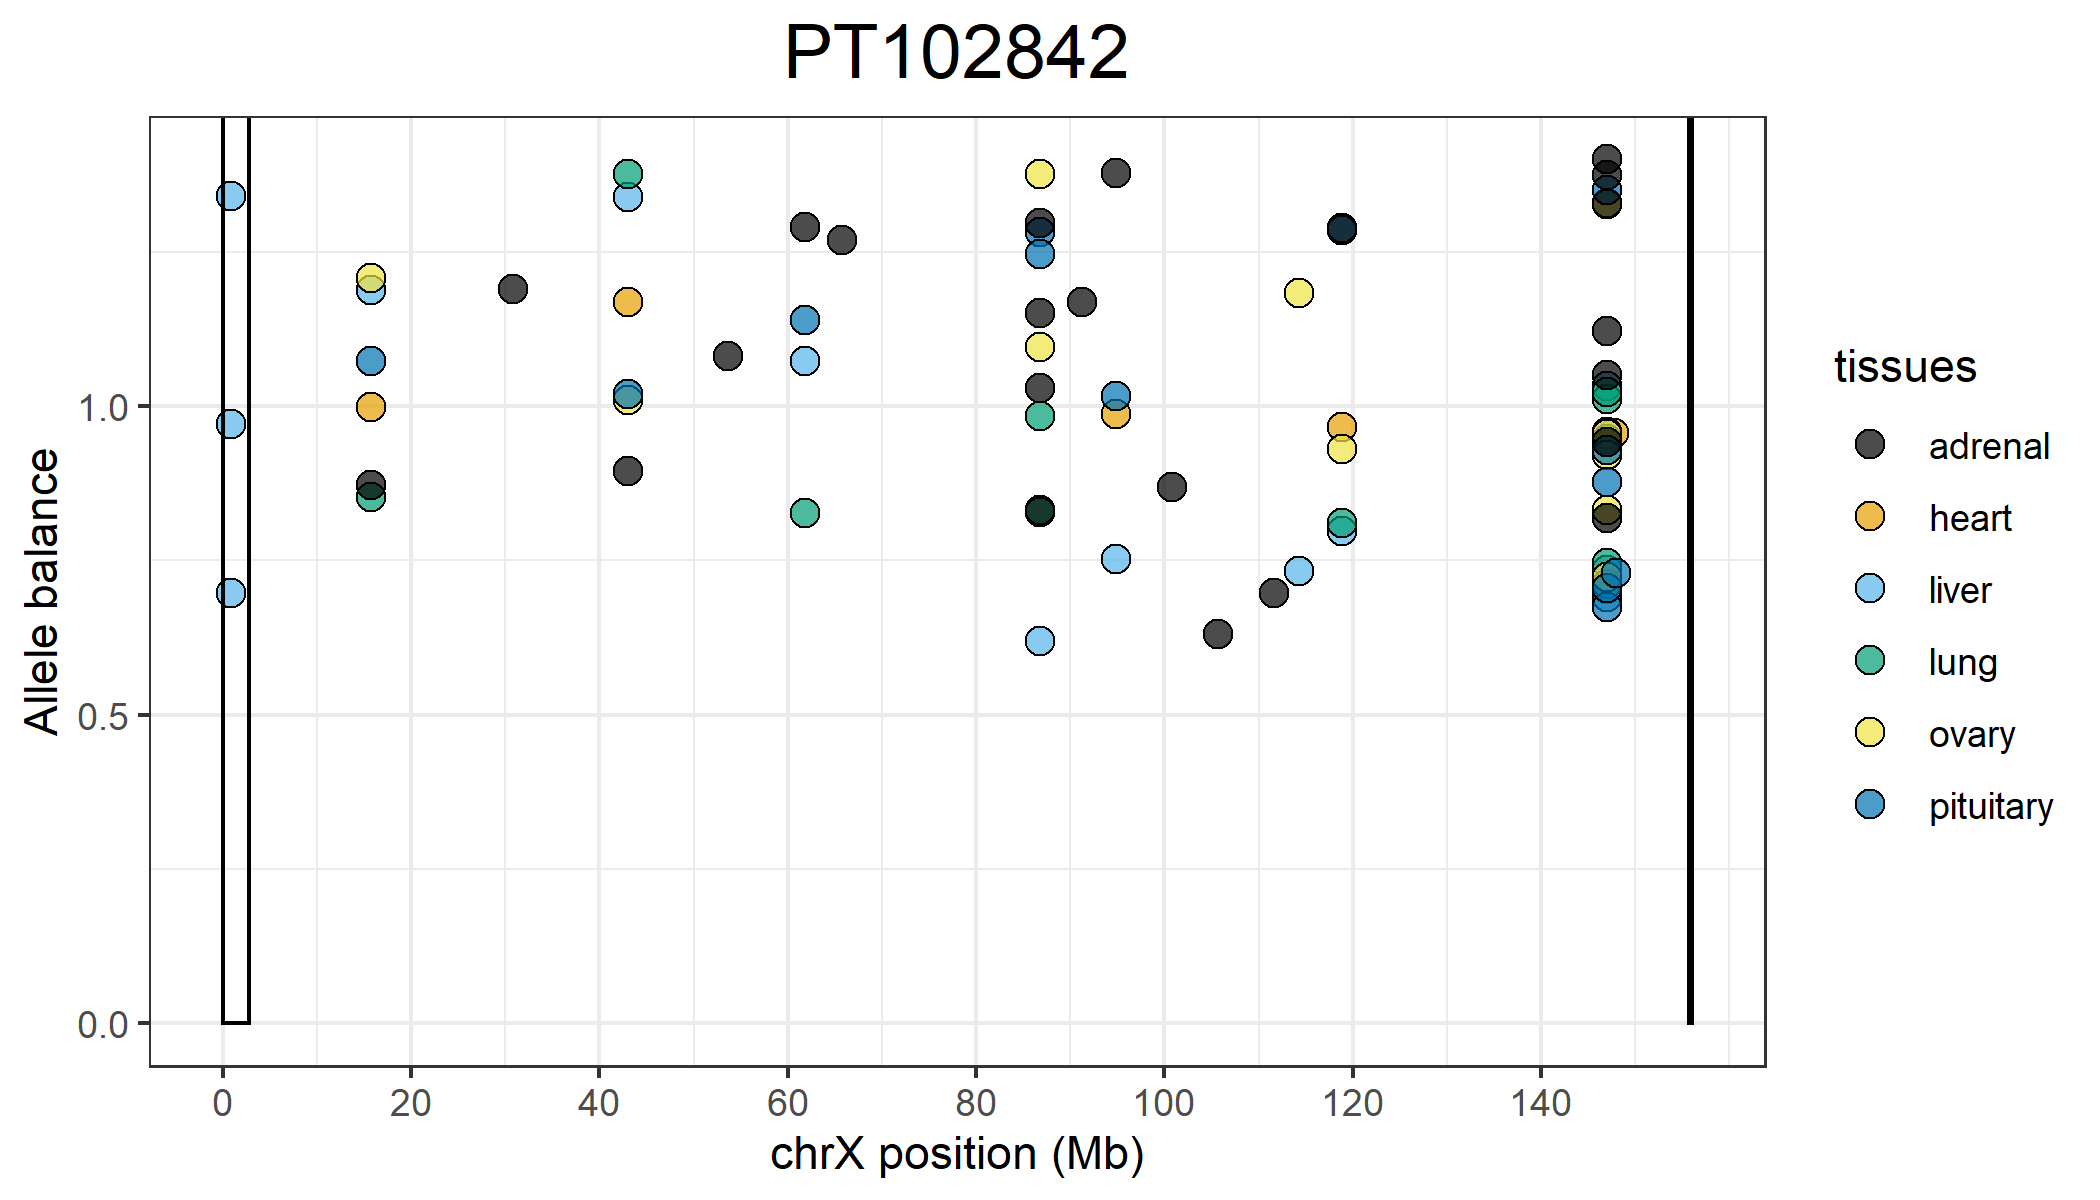 PT102842
Allele balance
1.0
0.5
0.0
0 20 40 60 80 100 120 140
chrX position (Mb)
tissues
adrenal
heart
liver
lung
ovary
pituitary